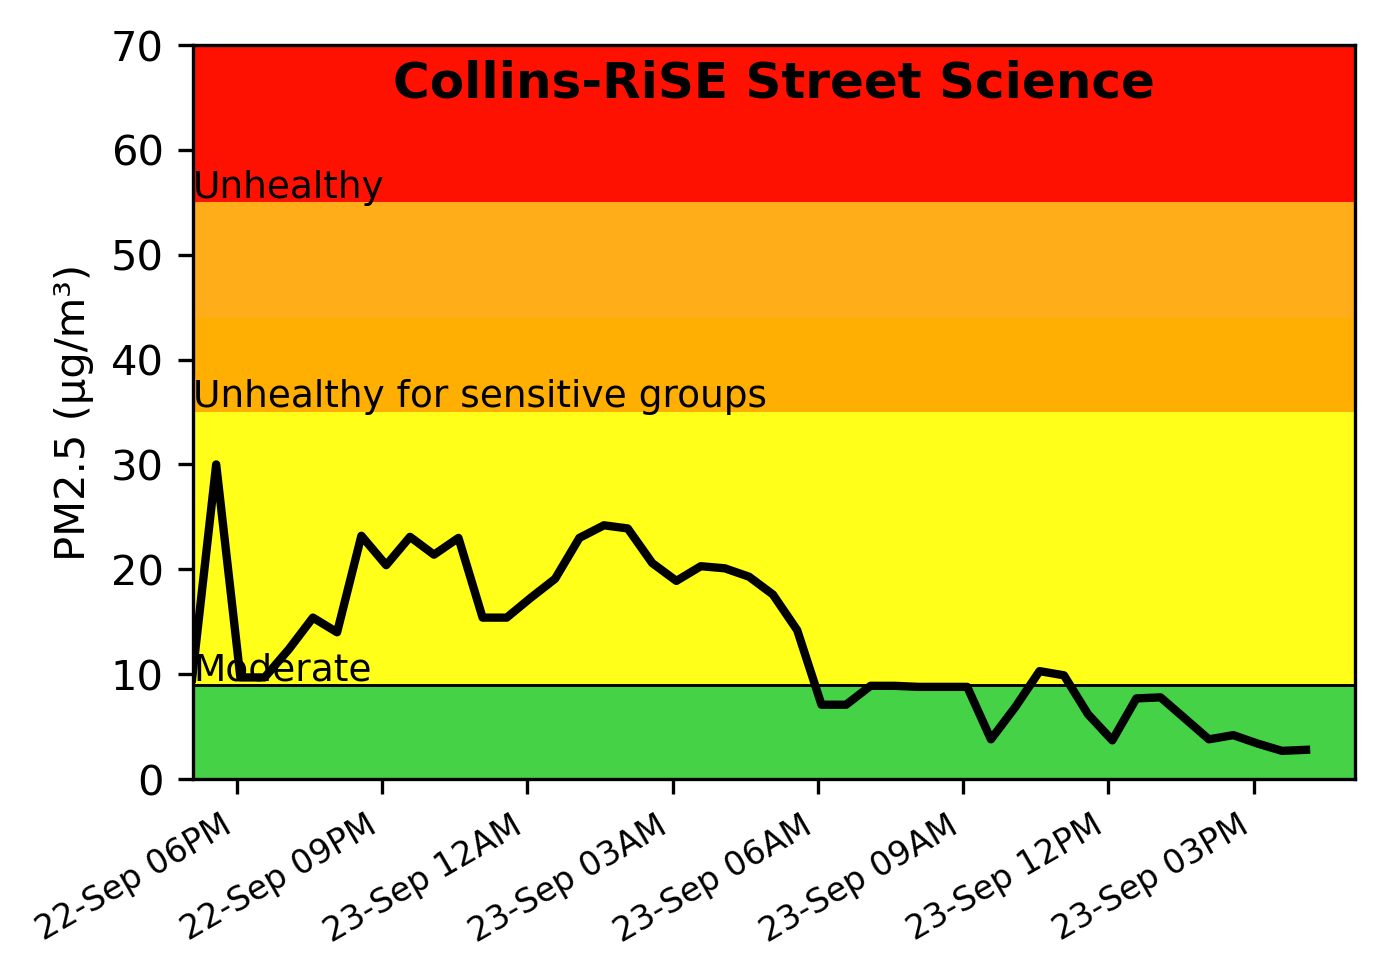 Collins-RiSE Street Science
70
60
50
40
30
20
10
0
PM2.5 (µg/m³)
Unhealthy
Unhealthy for sensitive groups
Moderate
22-Sep 06PM
22-Sep 09PM
23-Sep 12AM
23-Sep 03AM
23-Sep 06AM
23-Sep 09AM
23-Sep 12PM
23-Sep 03PM